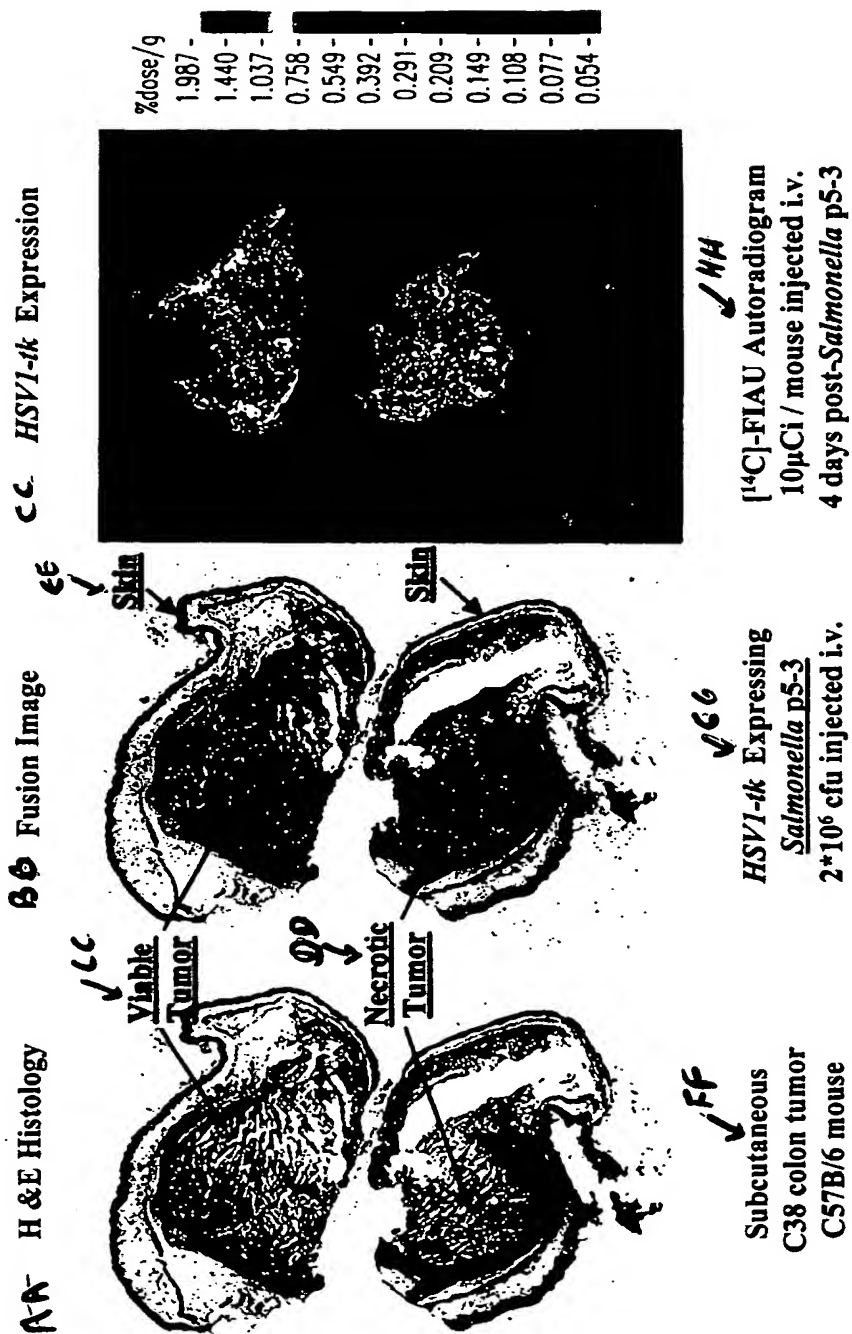 AA H &E Histology
BB Fusion Image
CC HSV1-tk Expression
%dose/g
1.987-
1.440-
1.037-
0.758-
0.549-
0.392-
0.291-
0.209-
0.149-
0.108-
0.077-
0.054-
CC
Viable
Tumor
EE
Skin
DD
Necrotic
Tumor
Skin
FF
Subcutaneous
C38 colon tumor
C57B/6 mouse
GG
HSV1-tk Expressing
Salmonella p5-3
2*10⁶ cfu injected i.v.
HH
[¹⁴C]-FIAU Autoradiogram
10µCi / mouse injected i.v.
4 days post-Salmonella p5-3